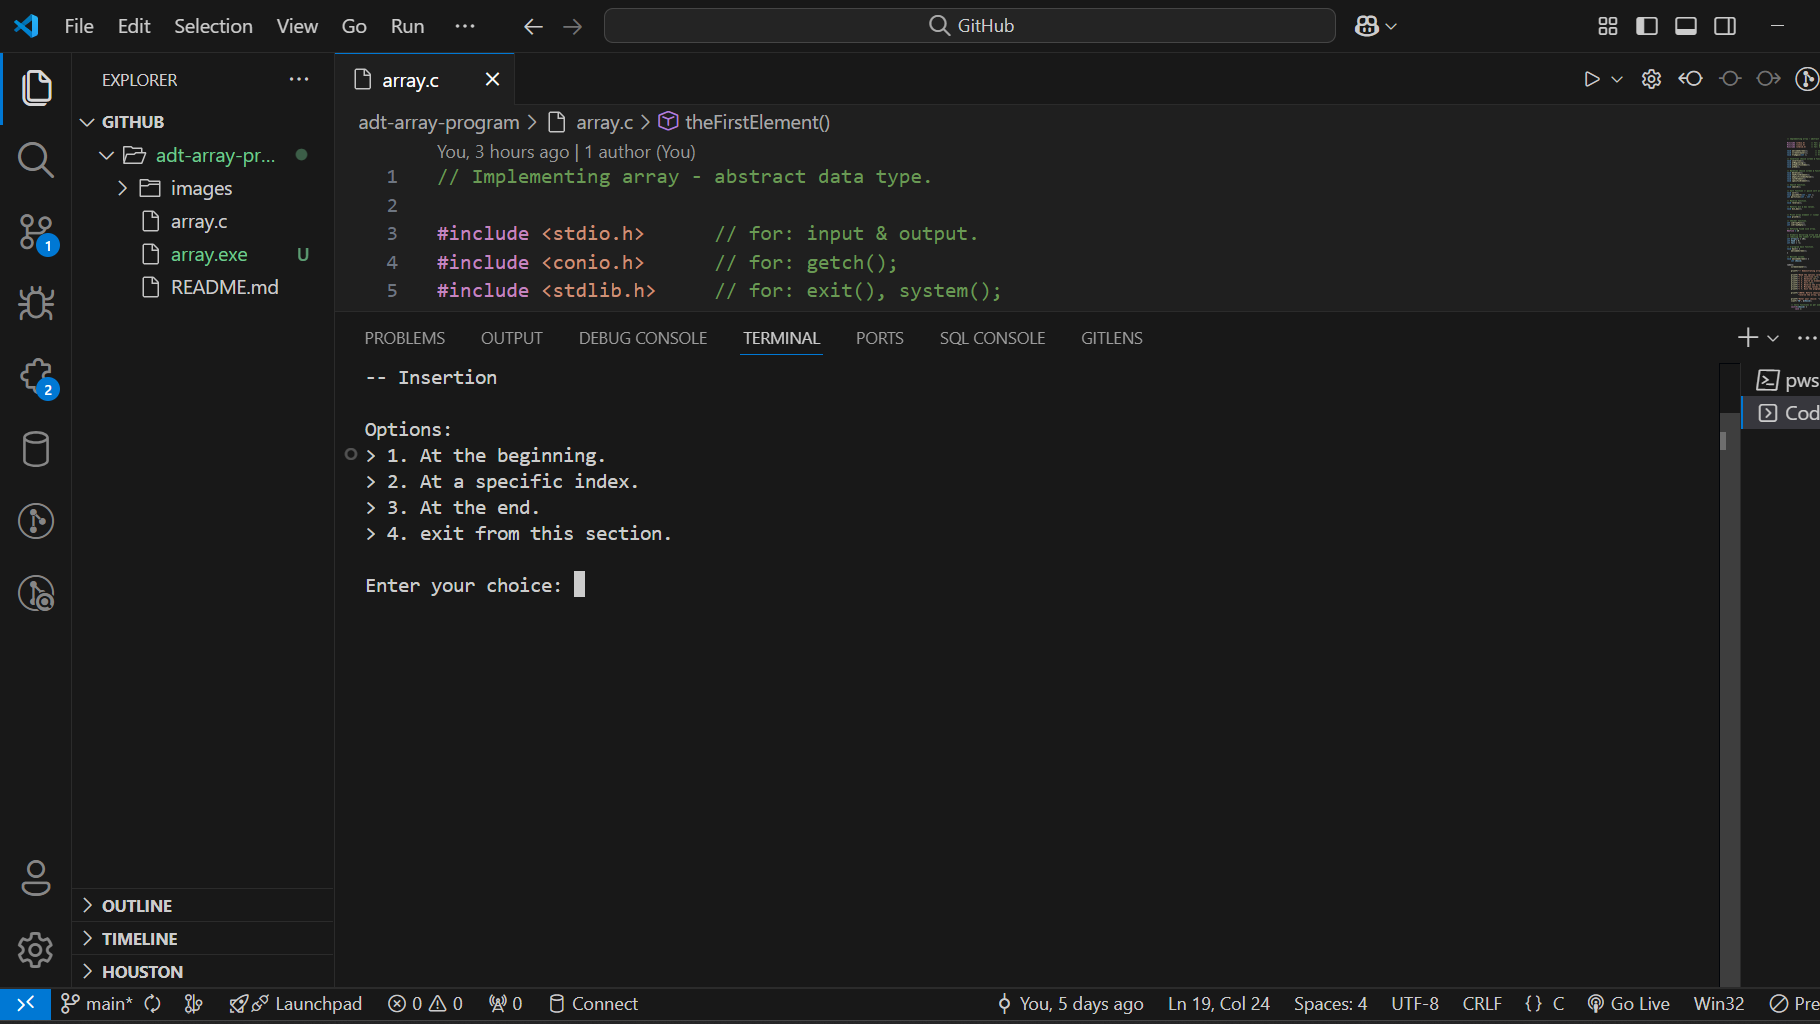 File Edit Selection View Go Run ··· GitHub
EXPLORER ···
GITHUB
adt-array-pr...
images
array.c
array.exe U
README.md
1
2
OUTLINE
TIMELINE
HOUSTON
array.c
adt-array-program > array.c > theFirstElement()
You, 3 hours ago | 1 author (You)
1 // Implementing array - abstract data type.
2
3 #include <stdio.h> // for: input & output.
4 #include <conio.h> // for: getch();
5 #include <stdlib.h> // for: exit(), system();
PROBLEMS OUTPUT DEBUG CONSOLE TERMINAL PORTS SQL CONSOLE GITLENS
-- Insertion
Options:
> 1. At the beginning.
> 2. At a specific index.
> 3. At the end.
> 4. exit from this section.
Enter your choice:
pws
Cod
main* Launchpad 0 0 0 Connect You, 5 days ago Ln 19, Col 24 Spaces: 4 UTF-8 CRLF {} C Go Live Win32 Pre